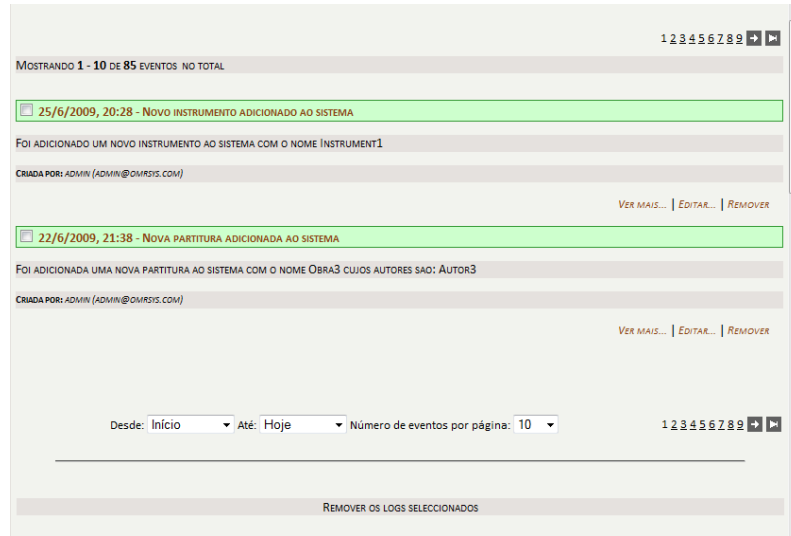 1 2 3 4 5 6 7 8 9
Mostrando 1 - 10 de 85 eventos no total
25/6/2009, 20:28 - Novo instrumento adicionado ao sistema
Foi adicionado um novo instrumento ao sistema com o nome Instrument1
Criada por: admin (admin@omrsys.com)
Ver mais... | Editar... | Remover
22/6/2009, 21:38 - Nova partitura adicionada ao sistema
Foi adicionada uma nova partitura ao sistema com o nome Obra3 cujos autores sao: Autor3
Criada por: admin (admin@omrsys.com)
Ver mais... | Editar... | Remover
Desde: Início Até: Hoje Número de eventos por página: 10 1 2 3 4 5 6 7 8 9
Remover os logs seleccionados